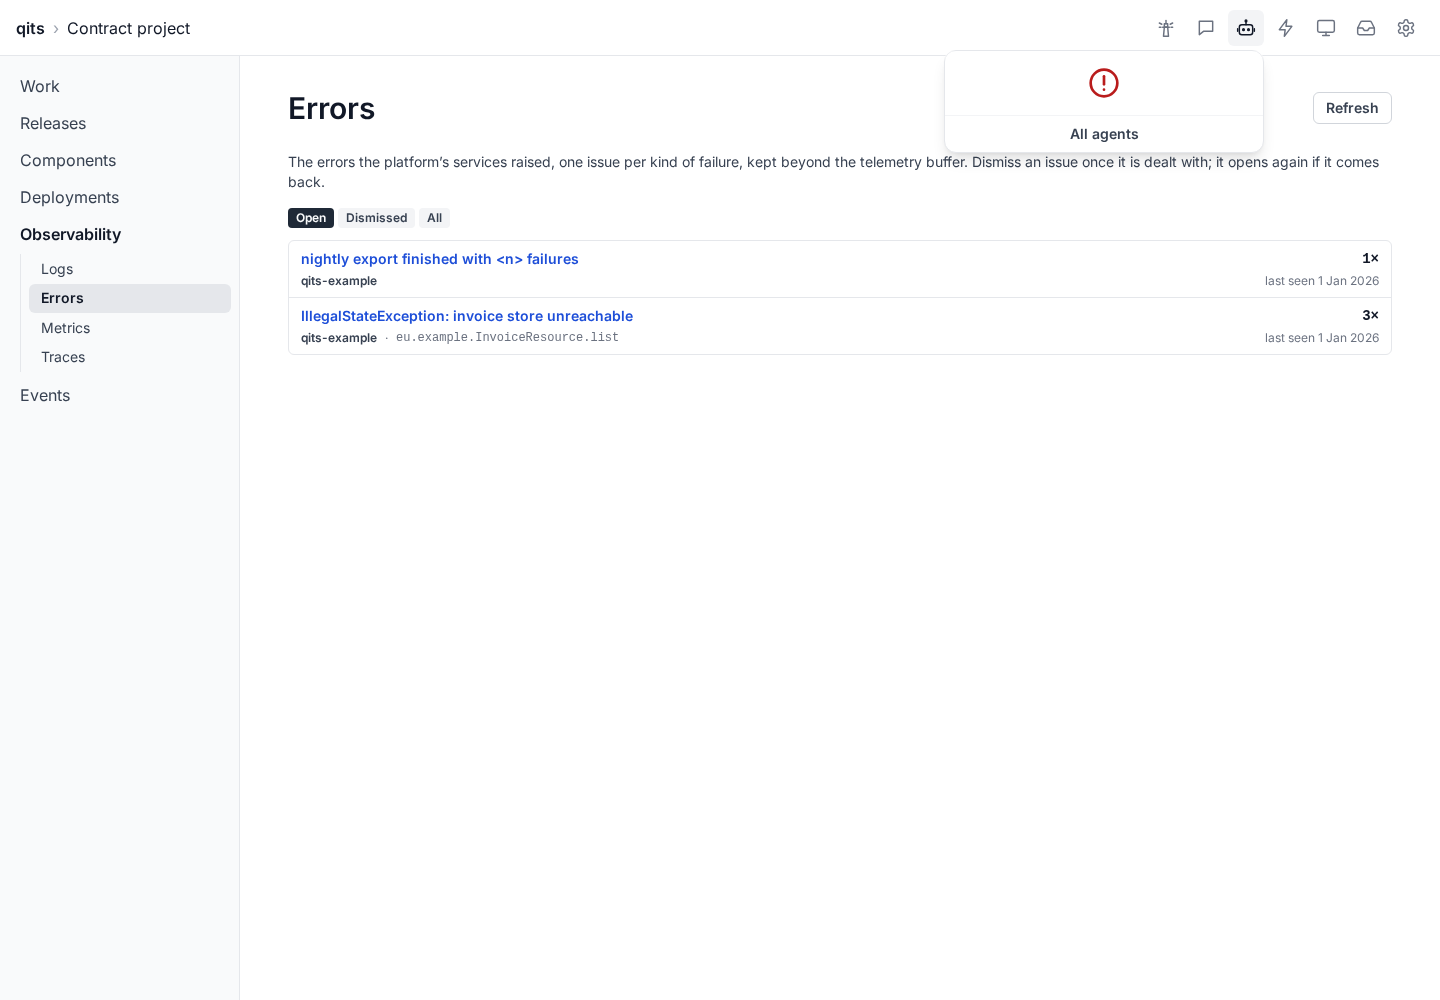 qits › Contract project
Work
Releases
Components
Deployments
Observability
Logs
Errors
Metrics
Traces
Events
All agents
Errors
Refresh
The errors the platform’s services raised, one issue per kind of failure, kept beyond the telemetry buffer. Dismiss an issue once it is dealt with; it opens again if it comes
back.
Open Dismissed All
nightly export finished with <n> failures 1×
qits-example last seen 1 Jan 2026
IllegalStateException: invoice store unreachable 3×
qits-example · eu.example.InvoiceResource.list last seen 1 Jan 2026